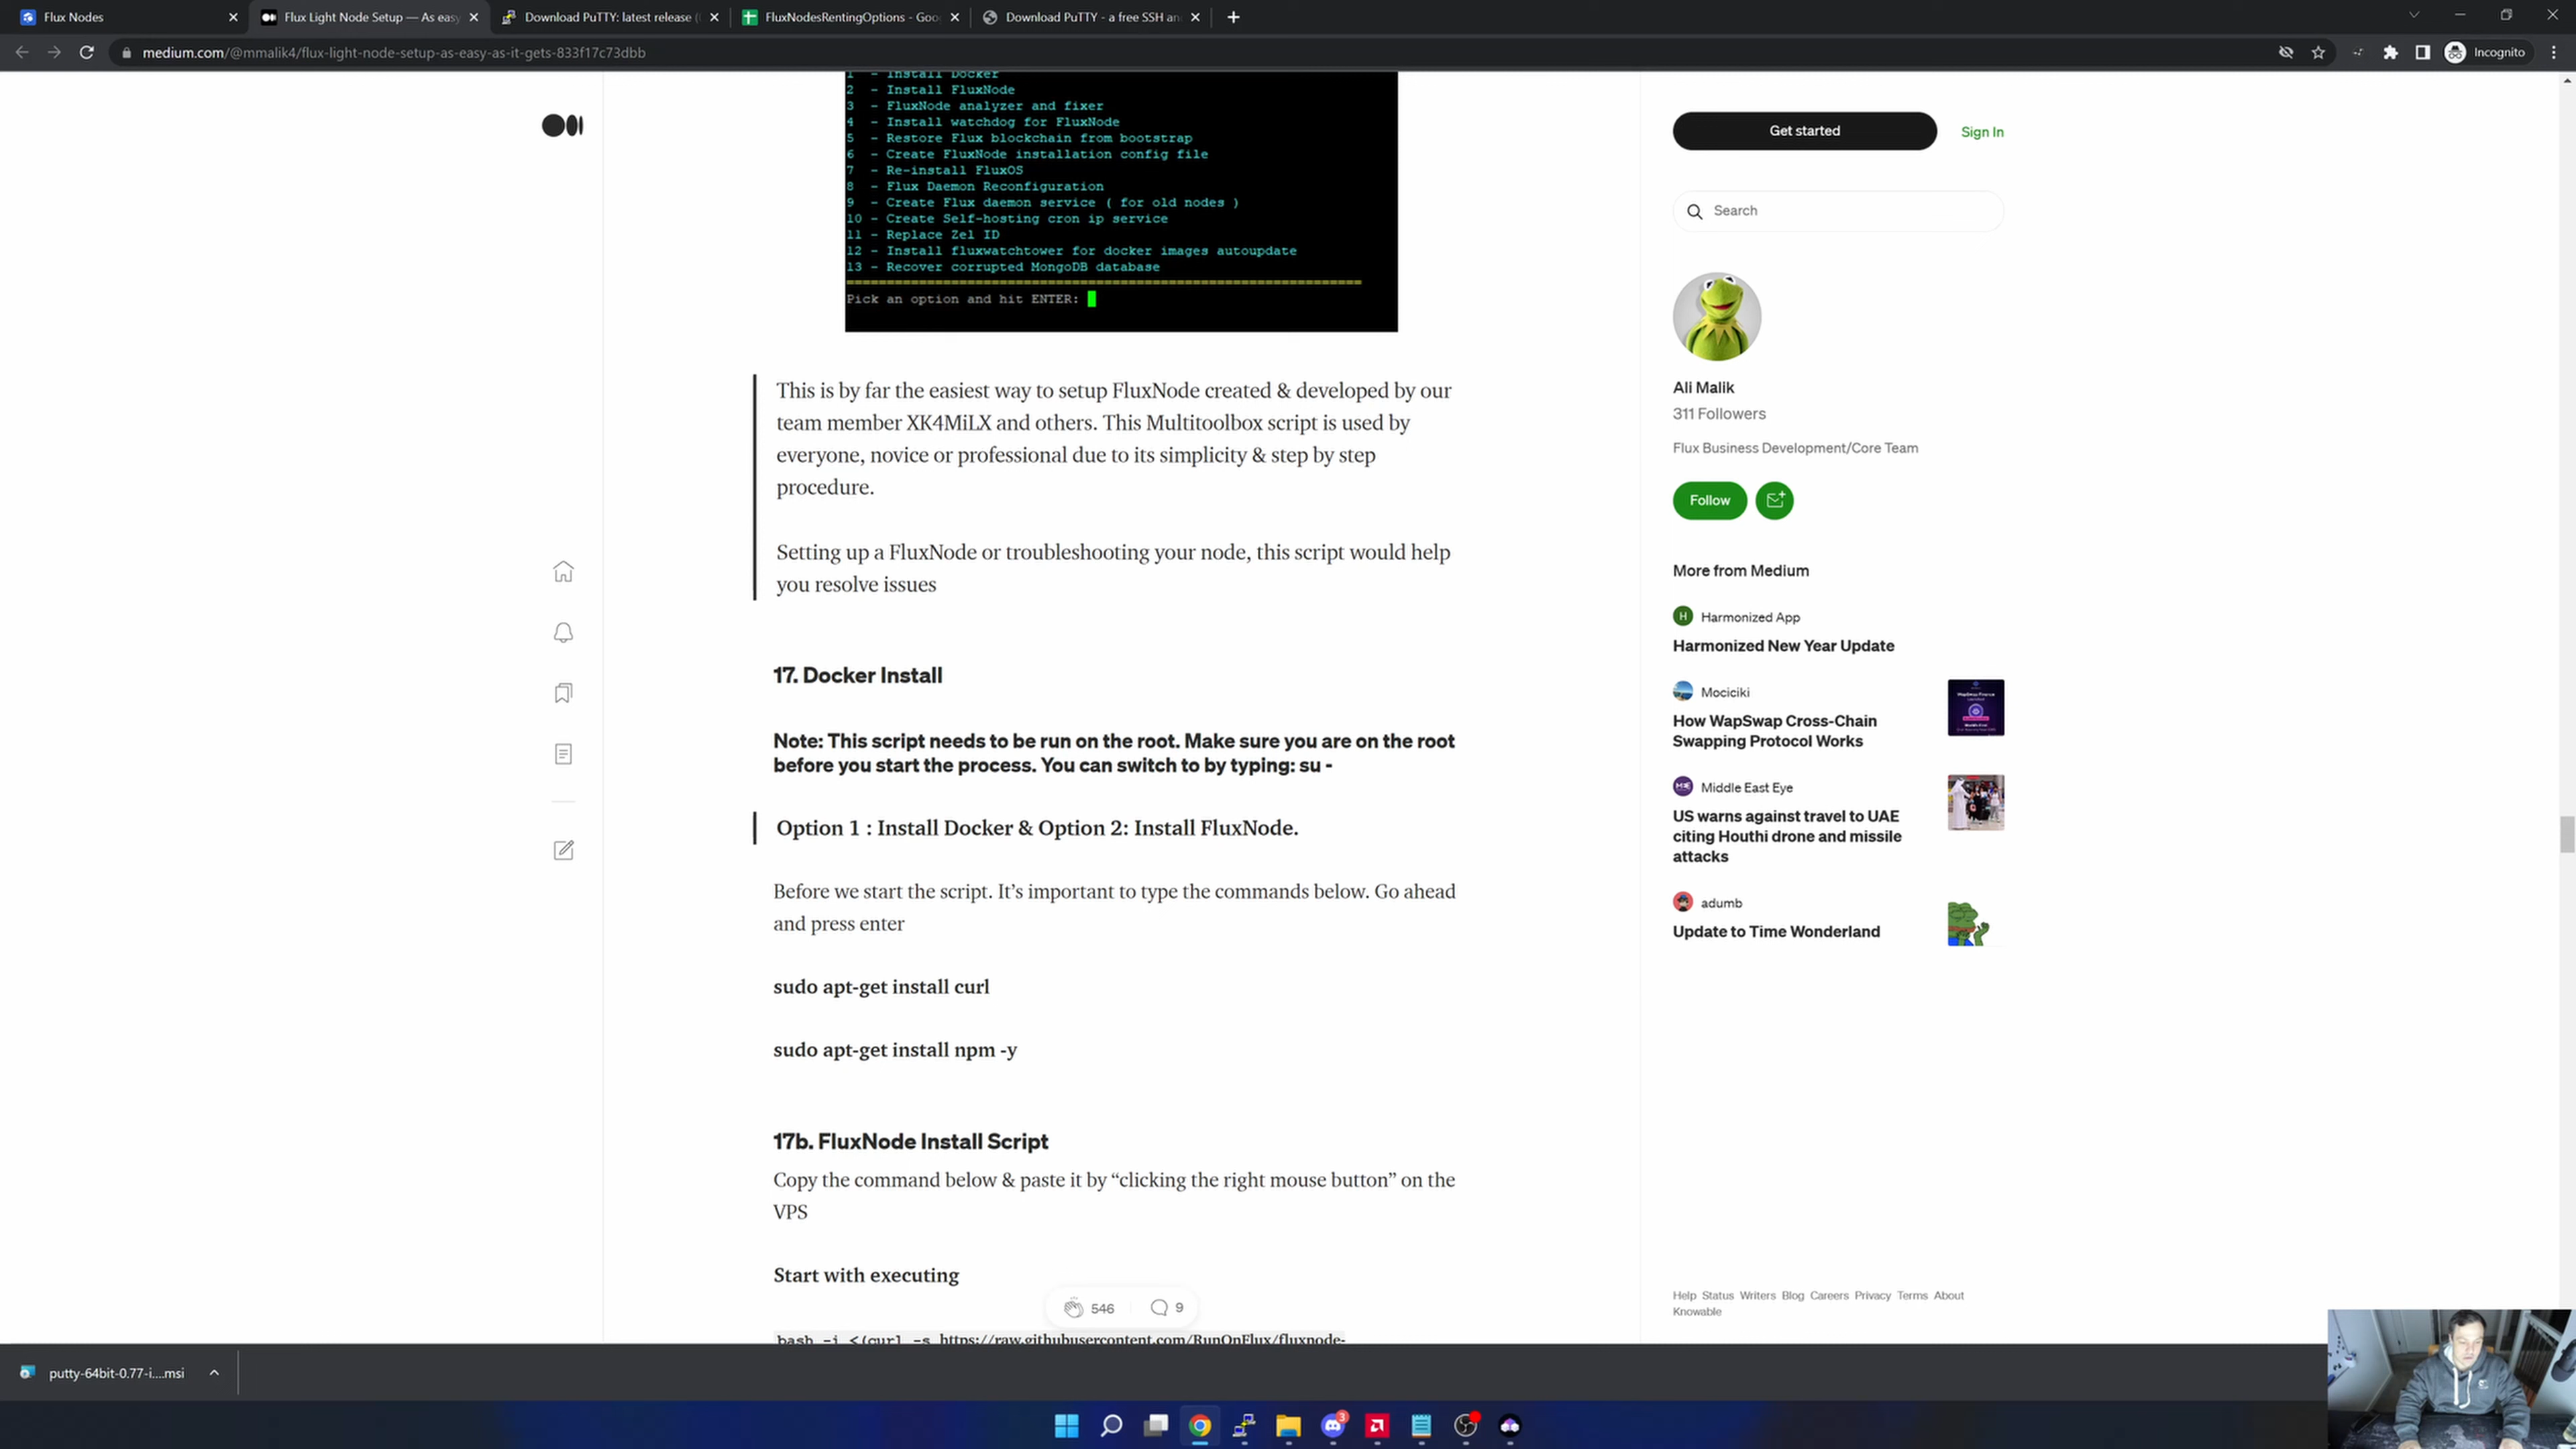 Flux Nodes
Flux Light Node Setup — As easy
Download PuTTY: latest release (
FluxNodesRentingOptions - Goo
Download PuTTY - a free SSH an
medium.com/@mmalik4/flux-light-node-setup-as-easy-as-it-gets-833f17c73dbb
Incognito
1 - Install Docker
2 - Install FluxNode
3 - FluxNode analyzer and fixer
4 - Install watchdog for FluxNode
5 - Restore Flux blockchain from bootstrap
6 - Create FluxNode installation config file
7 - Re-install FluxOS
8 - Flux Daemon Reconfiguration
9 - Create Flux daemon service ( for old nodes )
10 - Create Self-hosting cron ip service
11 - Replace Zel ID
12 - Install fluxwatchtower for docker images autoupdate
13 - Recover corrupted MongoDB database
Pick an option and hit ENTER:
This is by far the easiest way to setup FluxNode created & developed by our
team member XK4MiLX and others. This Multitoolbox script is used by
everyone, novice or professional due to its simplicity & step by step
procedure.
Setting up a FluxNode or troubleshooting your node, this script would help
you resolve issues
17. Docker Install
Note: This script needs to be run on the root. Make sure you are on the root
before you start the process. You can switch to by typing: su -
Option 1 : Install Docker & Option 2: Install FluxNode.
Before we start the script. It's important to type the commands below. Go ahead
and press enter
sudo apt-get install curl
sudo apt-get install npm -y
17b. FluxNode Install Script
Copy the command below & paste it by “clicking the right mouse button” on the
VPS
Start with executing
546
9
bash -i <(curl -s https://raw.githubusercontent.com/RunOnFlux/fluxnode-
Get started
Sign In
Search
Ali Malik
311 Followers
Flux Business Development/Core Team
Follow
More from Medium
H
Harmonized App
Harmonized New Year Update
Mociciki
How WapSwap Cross-Chain
Swapping Protocol Works
Middle East Eye
US warns against travel to UAE
citing Houthi drone and missile
attacks
adumb
Update to Time Wonderland
Help Status Writers Blog Careers Privacy Terms About
Knowable
putty-64bit-0.77-i....msi
3